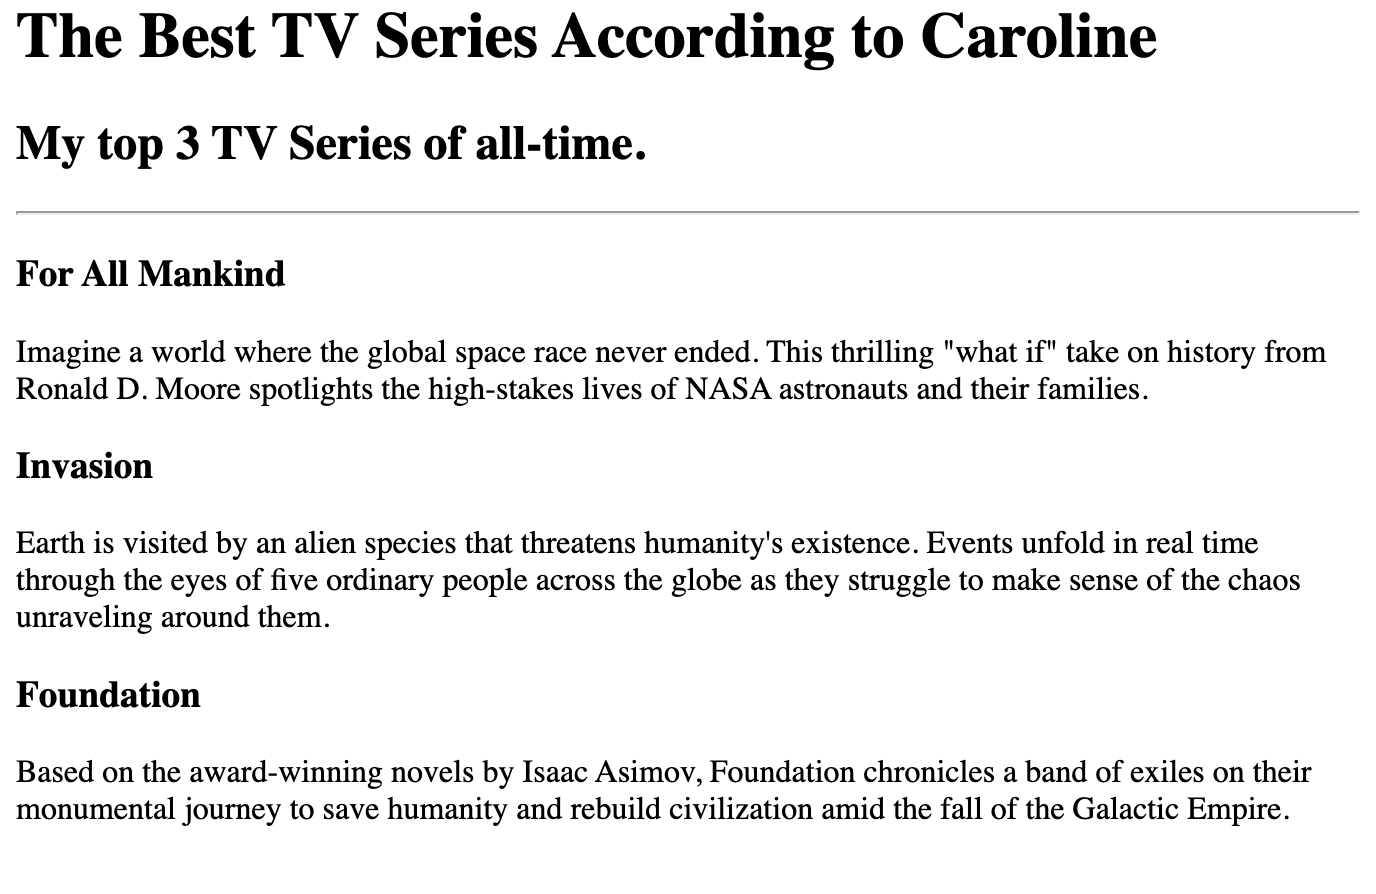 The Best TV Series According to Caroline
My top 3 TV Series of all-time.
For All Mankind
Imagine a world where the global space race never ended. This thrilling "what if" take on history from
Ronald D. Moore spotlights the high-stakes lives of NASA astronauts and their families.
Invasion
Earth is visited by an alien species that threatens humanity's existence. Events unfold in real time
through the eyes of five ordinary people across the globe as they struggle to make sense of the chaos
unraveling around them.
Foundation
Based on the award-winning novels by Isaac Asimov, Foundation chronicles a band of exiles on their
monumental journey to save humanity and rebuild civilization amid the fall of the Galactic Empire.